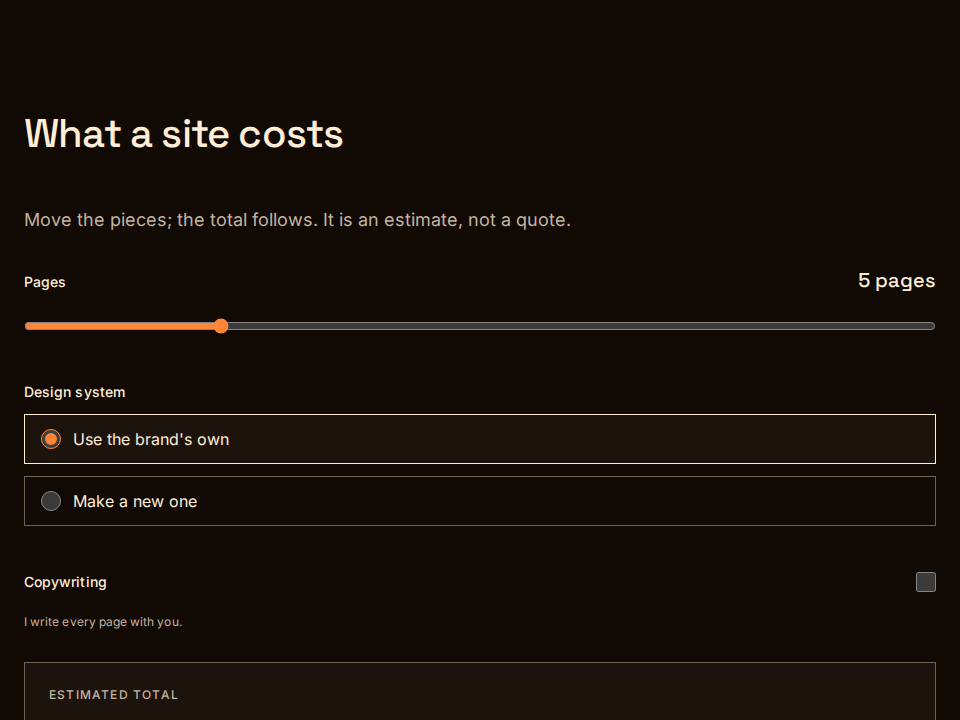 What a site costs
Move the pieces; the total follows. It is an estimate, not a quote.
Pages
5 pages
Design system
Use the brand's own
Make a new one
Copywriting
I write every page with you.
ESTIMATED TOTAL